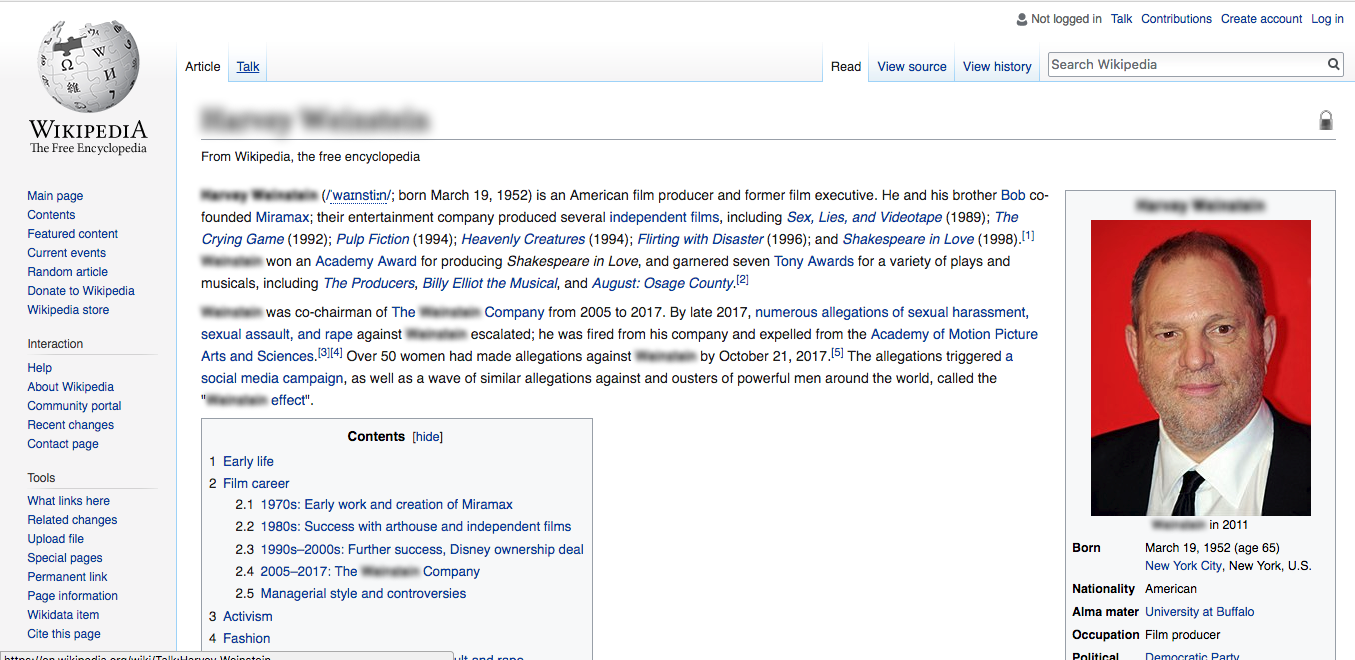 Not logged in Talk Contributions Create account Log in
Article Talk Read View source View history Search Wikipedia
WIKIPEDIA
The Free Encyclopedia
Main page
Contents
Featured content
Current events
Random article
Donate to Wikipedia
Wikipedia store
Interaction
Help
About Wikipedia
Community portal
Recent changes
Contact page
Tools
What links here
Related changes
Upload file
Special pages
Permanent link
Page information
Wikidata item
Cite this page
https://en.wikipedia.org/wiki/Talk:Harvey_Weinstein
From Wikipedia, the free encyclopedia
(/ˈwaɪnstiːn/; born March 19, 1952) is an American film producer and former film executive. He and his brother Bob co-
founded Miramax; their entertainment company produced several independent films, including Sex, Lies, and Videotape (1989); The
Crying Game (1992); Pulp Fiction (1994); Heavenly Creatures (1994); Flirting with Disaster (1996); and Shakespeare in Love (1998).[1]
won an Academy Award for producing Shakespeare in Love, and garnered seven Tony Awards for a variety of plays and
musicals, including The Producers, Billy Elliot the Musical, and August: Osage County.[2]
was co-chairman of The Company from 2005 to 2017. By late 2017, numerous allegations of sexual harassment,
sexual assault, and rape against escalated; he was fired from his company and expelled from the Academy of Motion Picture
Arts and Sciences.[3][4] Over 50 women had made allegations against by October 21, 2017.[5] The allegations triggered a
social media campaign, as well as a wave of similar allegations against and ousters of powerful men around the world, called the
" effect".
Contents [hide]
1 Early life
2 Film career
2.1 1970s: Early work and creation of Miramax
2.2 1980s: Success with arthouse and independent films
2.3 1990s–2000s: Further success, Disney ownership deal
2.4 2005–2017: The Company
2.5 Managerial style and controversies
3 Activism
4 Fashion
ult and rape
in 2011
Born March 19, 1952 (age 65)
New York City, New York, U.S.
Nationality American
Alma mater University at Buffalo
Occupation Film producer
Political Democratic Party